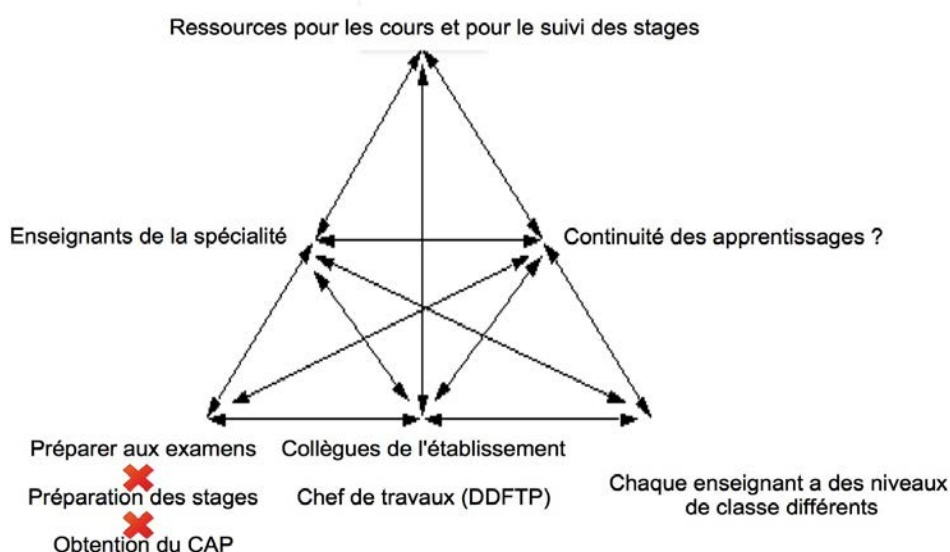 Ressources pour les cours et pour le suivi des stages
Enseignants de la spécialité
Continuité des apprentissages ?
Préparer aux examens
Collègues de l'établissement
Préparation des stages
Chef de travaux (DDFTP)
Chaque enseignant a des niveaux
de classe différents
Obtention du CAP